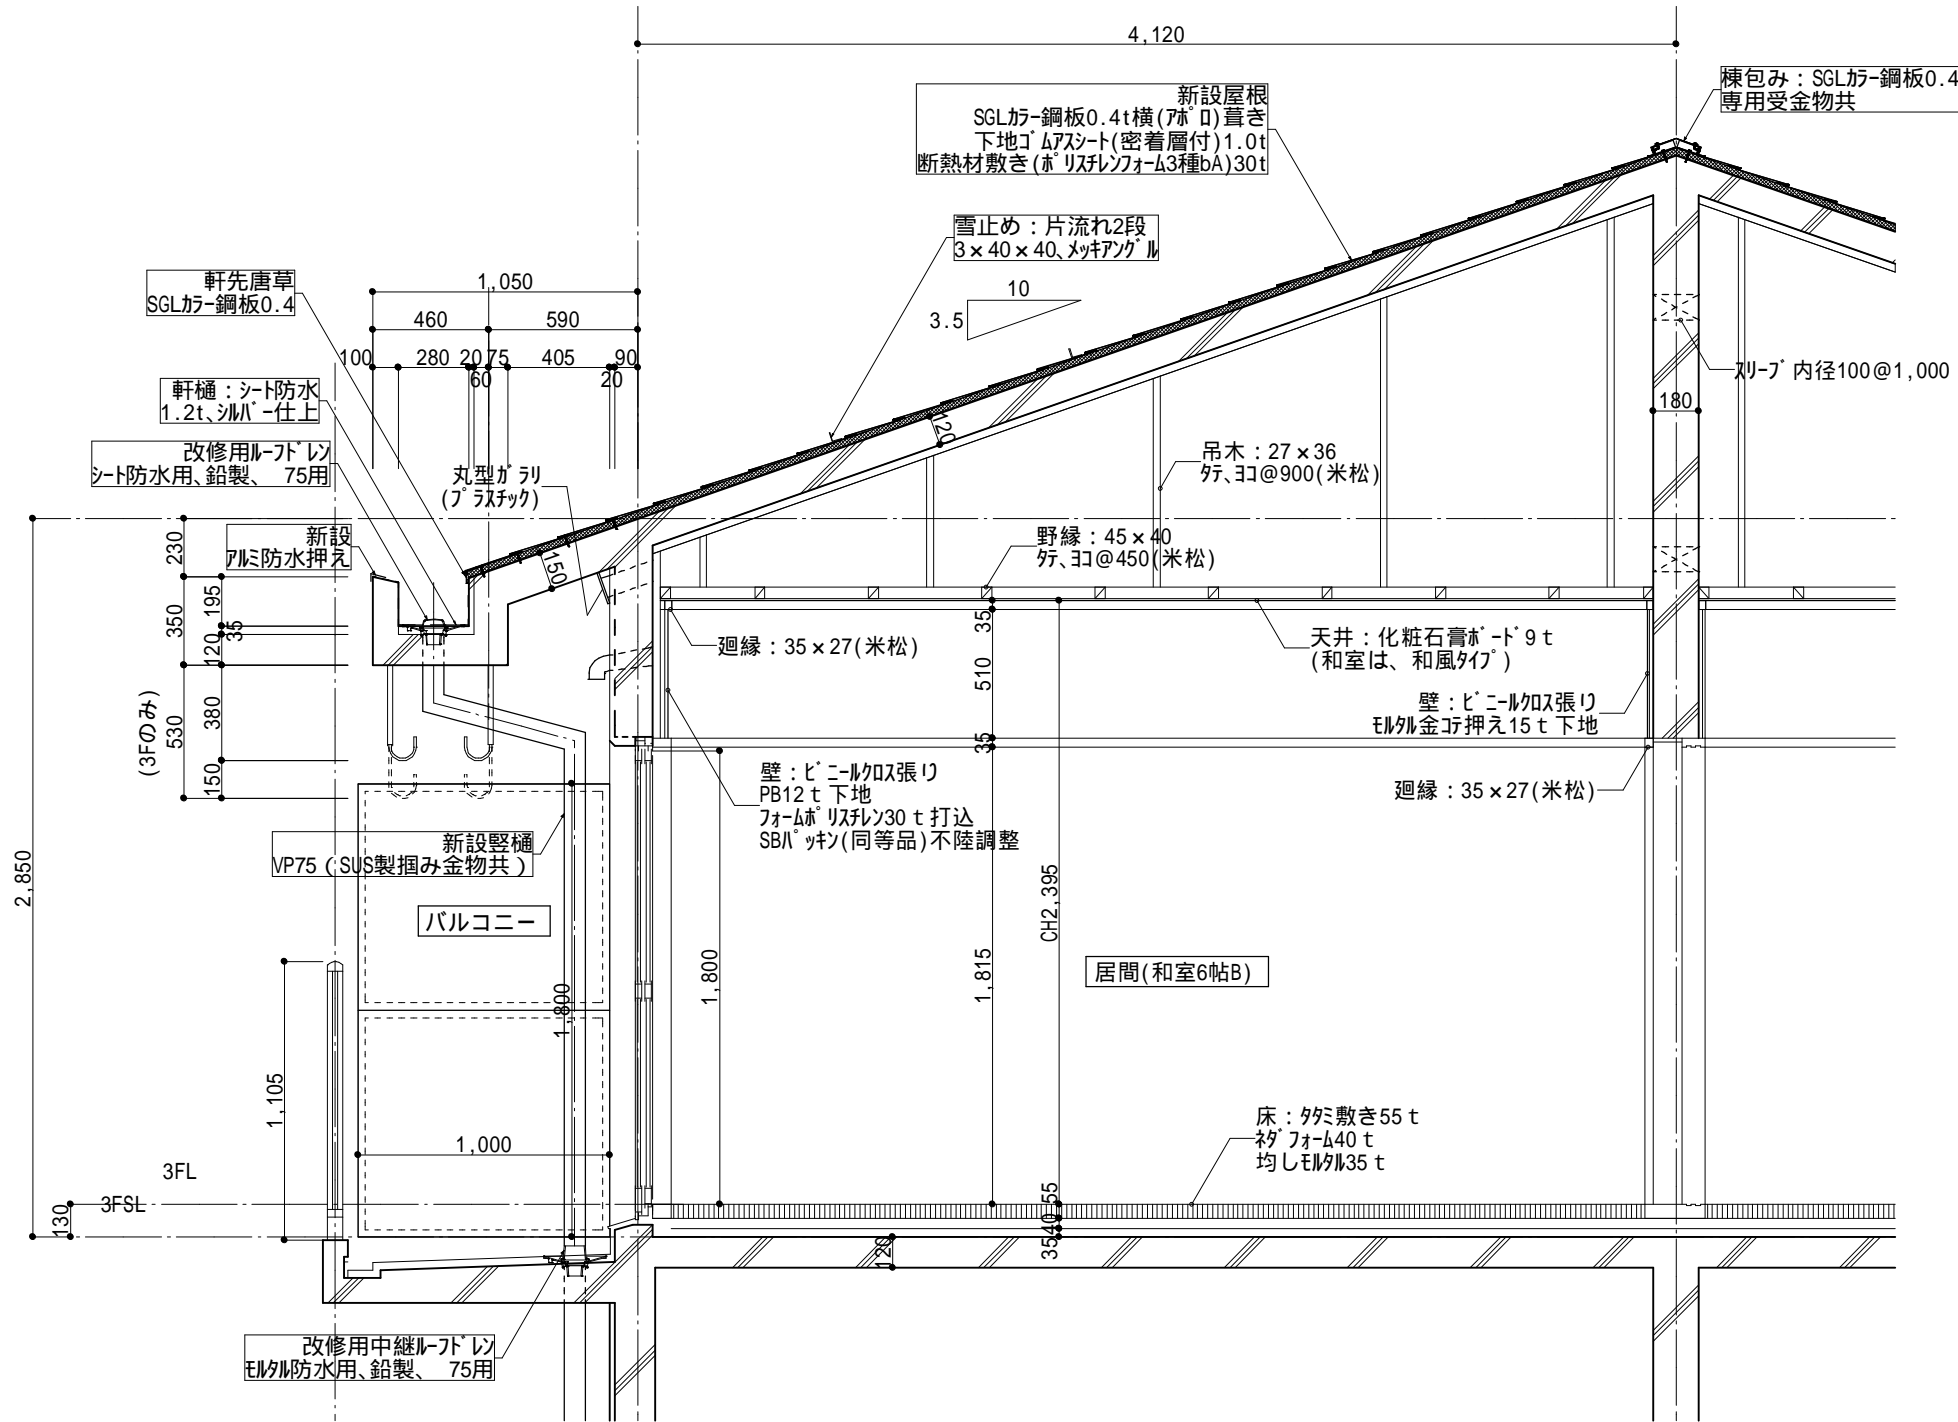 4,120
棟包み：SGLカラー鋼板0.4
専用受金物共
新設屋根
SGLカラー鋼板0.4t横(アポロ)葺き
下地ゴムアスシート(密着層付)1.0t
断熱材敷き(ポリスチレンフォーム3種bA)30t
雪止め：片流れ2段
3×40×40、メッキアングル
10
3.5
軒先唐草
SGLカラー鋼板0.4
1,050
460
590
100
280
20
75
405
90
60
20
軒樋：シート防水
1.2t、シルバー仕上
改修用ルーフドレン
シート防水用、鉛製、 75用
丸型ガラリ
(プラスチック)
新設
アルミ防水押え
スリーブ内径100@1,000
180
120
吊木：27×36
タテ、ヨコ@900(米松)
野縁：45×40
タテ、ヨコ@450(米松)
150
230
350
195
35
120
530
380
150
(3Fのみ)
廻縁：35×27(米松)
35
510
35
天井：化粧石膏ボード9ｔ
(和室は、和風タイプ)
壁：ビニールクロス張り
モルタル金コテ押え15ｔ下地
廻縁：35×27(米松)
壁：ビニールクロス張り
PB12ｔ下地
フォームポリスチレン30ｔ打込
SBパッキン(同等品)不陸調整
新設竪樋
VP75（SUS製掴み金物共）
バルコニー
2,850
CH2,395
1,800
1,815
居間(和室6帖B)
1,800
1,105
1,000
床：タタミ敷き55ｔ
ネダフォーム40ｔ
均しモルタル35ｔ
3FL
3FSL
130
55
40
35
120
改修用中継ルーフドレン
モルタル防水用、鉛製、 75用